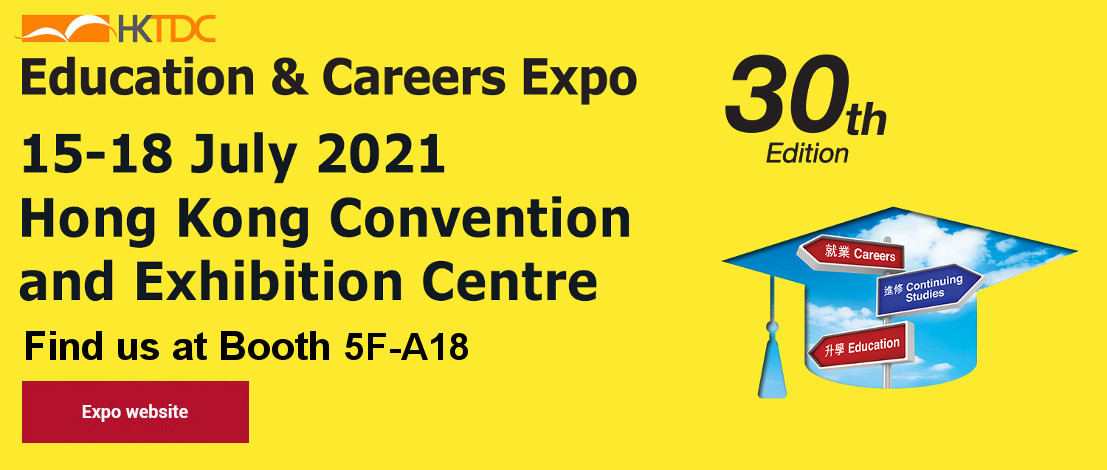 HKTDC
Education & Careers Expo
15-18 July 2021
Hong Kong Convention
and Exhibition Centre
Find us at Booth 5F-A18
Expo website
30th
Edition
就業 Careers
進修 Continuing
Studies
升學 Education